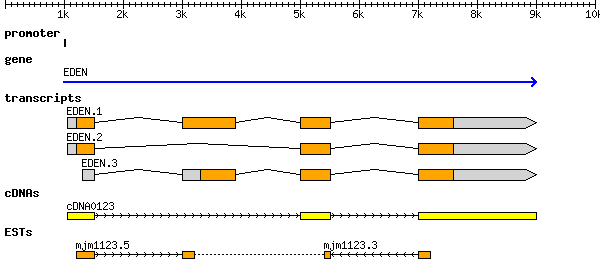 1k 2k 3k 4k 5k 6k 7k 8k 9k 10k
promoter
gene
EDEN
transcripts
EDEN.1
EDEN.2
EDEN.3
cDNAs
cDNA0123
ESTs
mjm1123.5 mjm1123.3